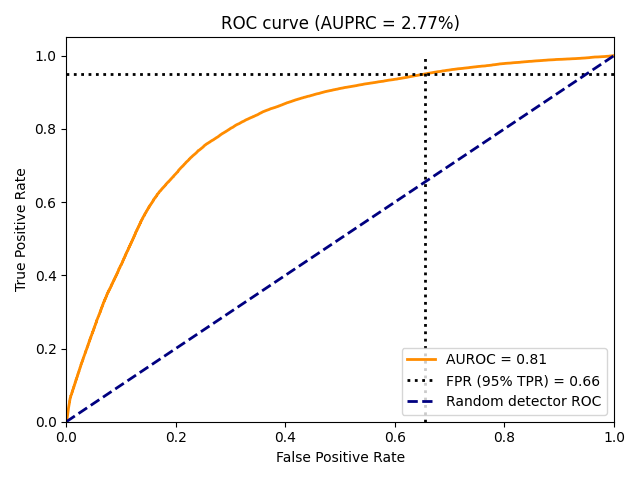 ROC curve (AUPRC = 2.77%)
True Positive Rate
1.0
0.8
0.6
0.4
0.2
0.0
0.0 0.2 0.4 0.6 0.8 1.0
False Positive Rate
AUROC = 0.81
FPR (95% TPR) = 0.66
Random detector ROC